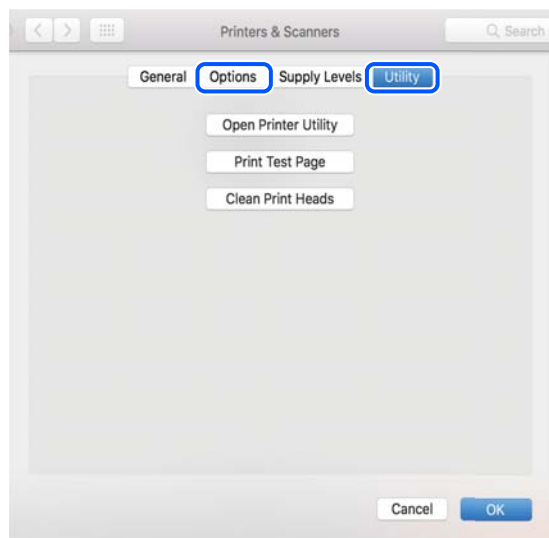 Printers & Scanners Search
General Options Supply Levels Utility
Open Printer Utility
Print Test Page
Clean Print Heads
Cancel OK